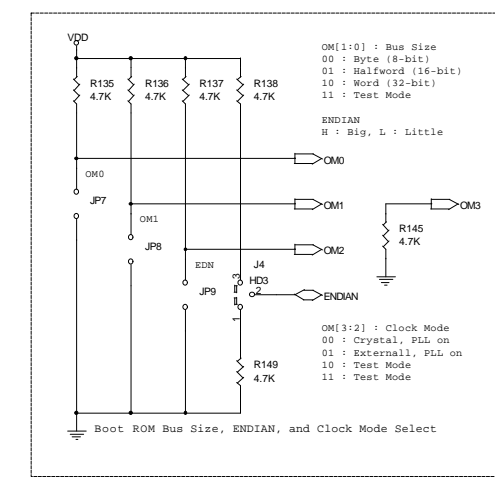 VDD
R135
4.7K
R136
4.7K
R137
4.7K
R138
4.7K
OM[1:0] : Bus Size
00 : Byte (8-bit)
01 : Halfword (16-bit)
10 : Word (32-bit)
11 : Test Mode
ENDIAN
H : Big, L : Little
OM0
OM0
JP7
OM1
OM1
JP8
OM2
EDN
JP9
J4
HD3
3
2
1
ENDIAN
OM3
R145
4.7K
OM[3:2] : Clock Mode
00 : Crystal, PLL on
01 : Externall, PLL on
10 : Test Mode
11 : Test Mode
R149
4.7K
Boot ROM Bus Size, ENDIAN, and Clock Mode Select